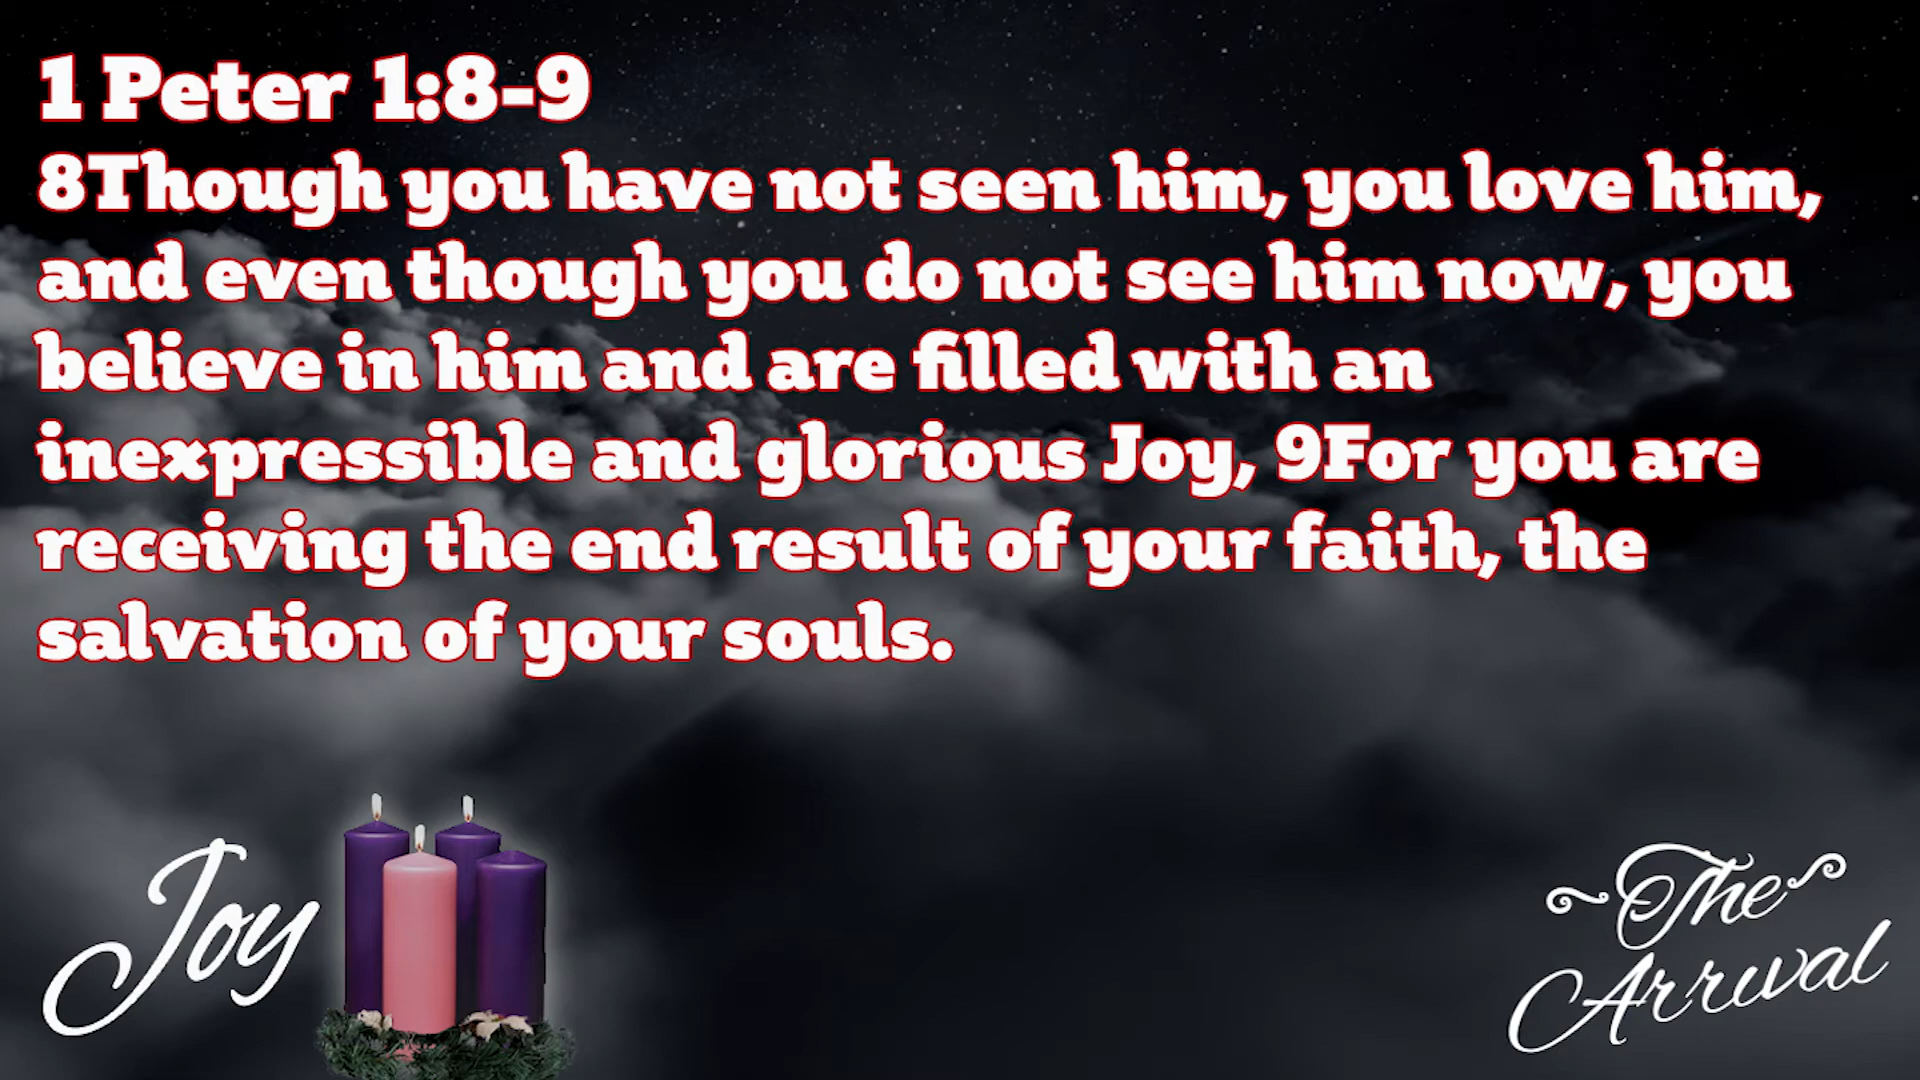 1 Peter 1:8-9
8Though you have not seen him, you love him,
and even though you do not see him now, you
believe in him and are filled with an
inexpressible and glorious Joy, 9For you are
receiving the end result of your faith, the
salvation of your souls.
Joy
~The~
Arrival